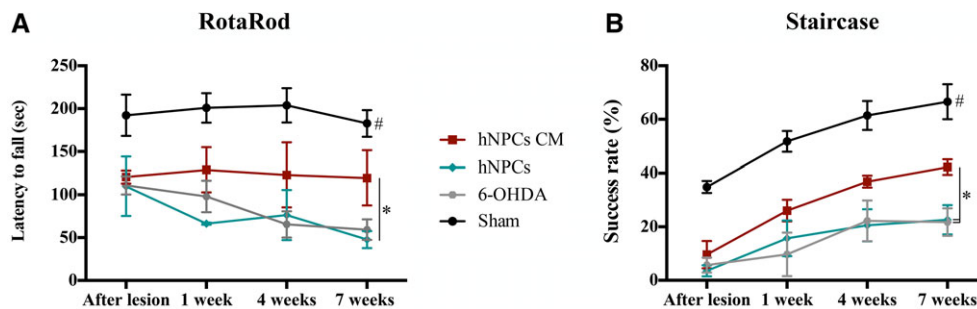 A
RotaRod
Latency to fall (sec)
250
200
150
100
50
0
#
*
After lesion
1 week
4 weeks
7 weeks
hNPCs CM
hNPCs
6-OHDA
Sham
B
Staircase
Success rate (%)
80
60
40
20
0
#
*
After lesion
1 week
4 weeks
7 weeks